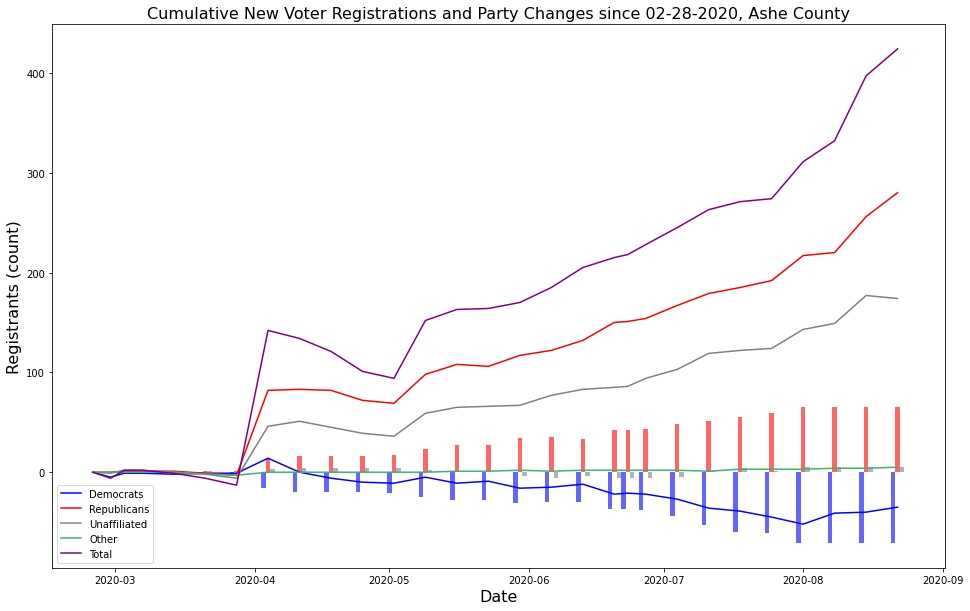 Cumulative New Voter Registrations and Party Changes since 02-28-2020, Ashe County
Registrants (count)
400
300
200
100
0
Democrats
Republicans
Unaffiliated
Other
Total
2020-03
2020-04
2020-05
2020-06
2020-07
2020-08
2020-09
Date